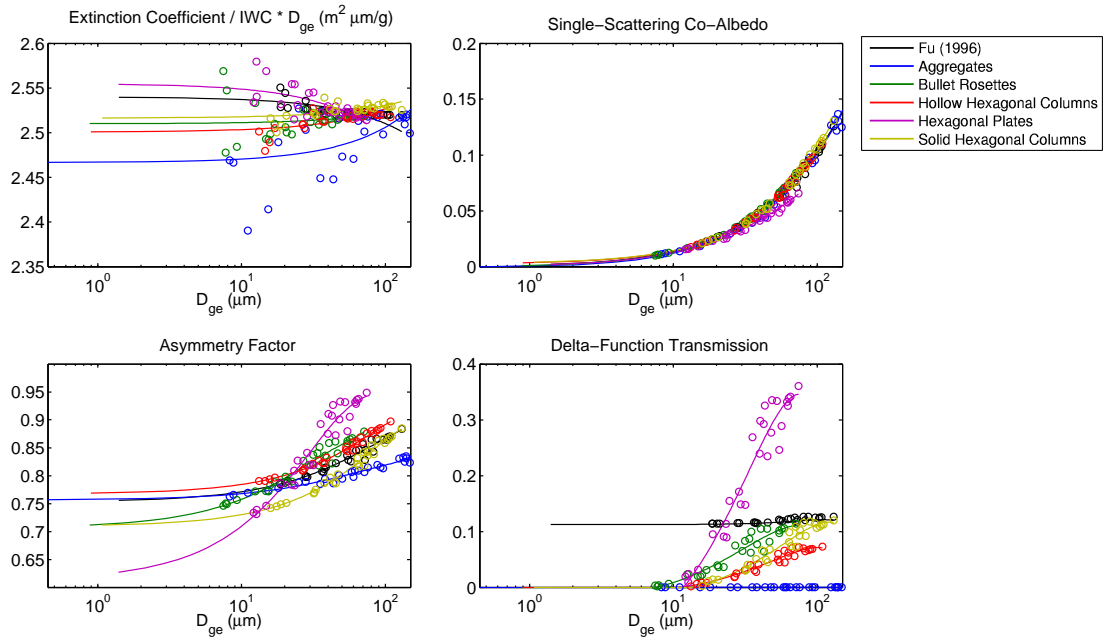 Extinction Coefficient / IWC * D_ge (m² μm/g)
2.6
2.55
2.5
2.45
2.4
2.35
10⁰ 10¹ 10²
D_ge (μm)
Single−Scattering Co−Albedo
0.2
0.15
0.1
0.05
0
10⁰ 10¹ 10²
D_ge (μm)
Fu (1996)
Aggregates
Bullet Rosettes
Hollow Hexagonal Columns
Hexagonal Plates
Solid Hexagonal Columns
Asymmetry Factor
0.95
0.9
0.85
0.8
0.75
0.7
0.65
10⁰ 10¹ 10²
D_ge (μm)
Delta−Function Transmission
0.4
0.3
0.2
0.1
0
10⁰ 10¹ 10²
D_ge (μm)